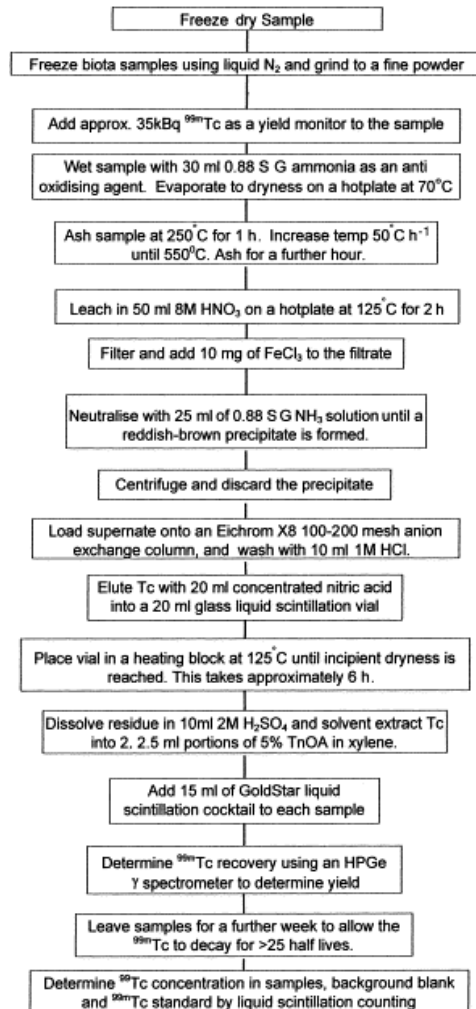 Freeze dry Sample
Freeze biota samples using liquid N₂ and grind to a fine powder
Add approx. 35kBq ⁹⁹ᵐTc as a yield monitor to the sample
Wet sample with 30 ml 0.88 S G ammonia as an anti
oxidising agent. Evaporate to dryness on a hotplate at 70°C
Ash sample at 250°C for 1 h. Increase temp 50°C h⁻¹
until 550⁰C. Ash for a further hour.
Leach in 50 ml 8M HNO₃ on a hotplate at 125°C for 2 h
Filter and add 10 mg of FeCl₃ to the filtrate
Neutralise with 25 ml of 0.88 S G NH₃ solution until a
reddish-brown precipitate is formed.
Centrifuge and discard the precipitate
Load supernate onto an Eichrom X8 100-200 mesh anion
exchange column, and wash with 10 ml 1M HCl.
Elute Tc with 20 ml concentrated nitric acid
into a 20 ml glass liquid scintillation vial
Place vial in a heating block at 125°C until incipient dryness is
reached. This takes approximately 6 h.
Dissolve residue in 10ml 2M H₂SO₄ and solvent extract Tc
into 2, 2.5 ml portions of 5% TnOA in xylene.
Add 15 ml of GoldStar liquid
scintillation cocktail to each sample
Determine ⁹⁹ᵐTc recovery using an HPGe
γ spectrometer to determine yield
Leave samples for a further week to allow the
⁹⁹ᵐTc to decay for >25 half lives.
Determine ⁹⁹Tc concentration in samples, background blank
and ⁹⁹ᵐTc standard by liquid scintillation counting